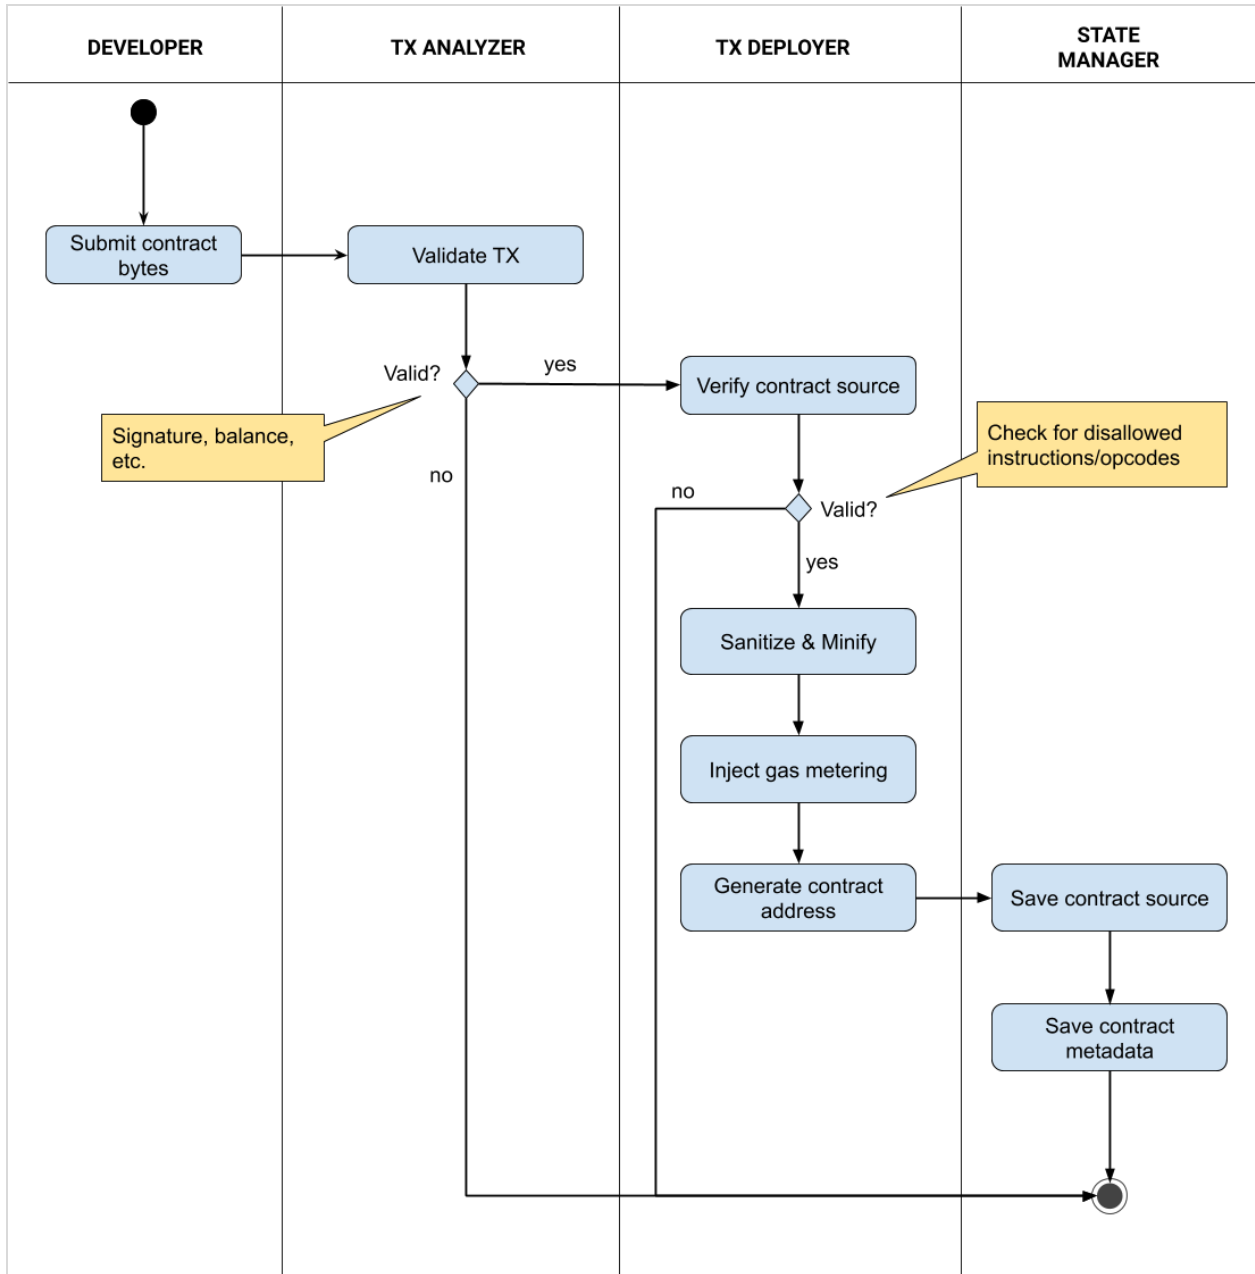 DEVELOPER
TX ANALYZER
TX DEPLOYER
STATE
MANAGER
Submit contract
bytes
Validate TX
Valid?
yes
Verify contract source
Signature, balance,
etc.
Check for disallowed
instructions/opcodes
no
no
Valid?
yes
Sanitize & Minify
Inject gas metering
Generate contract
address
Save contract source
Save contract
metadata